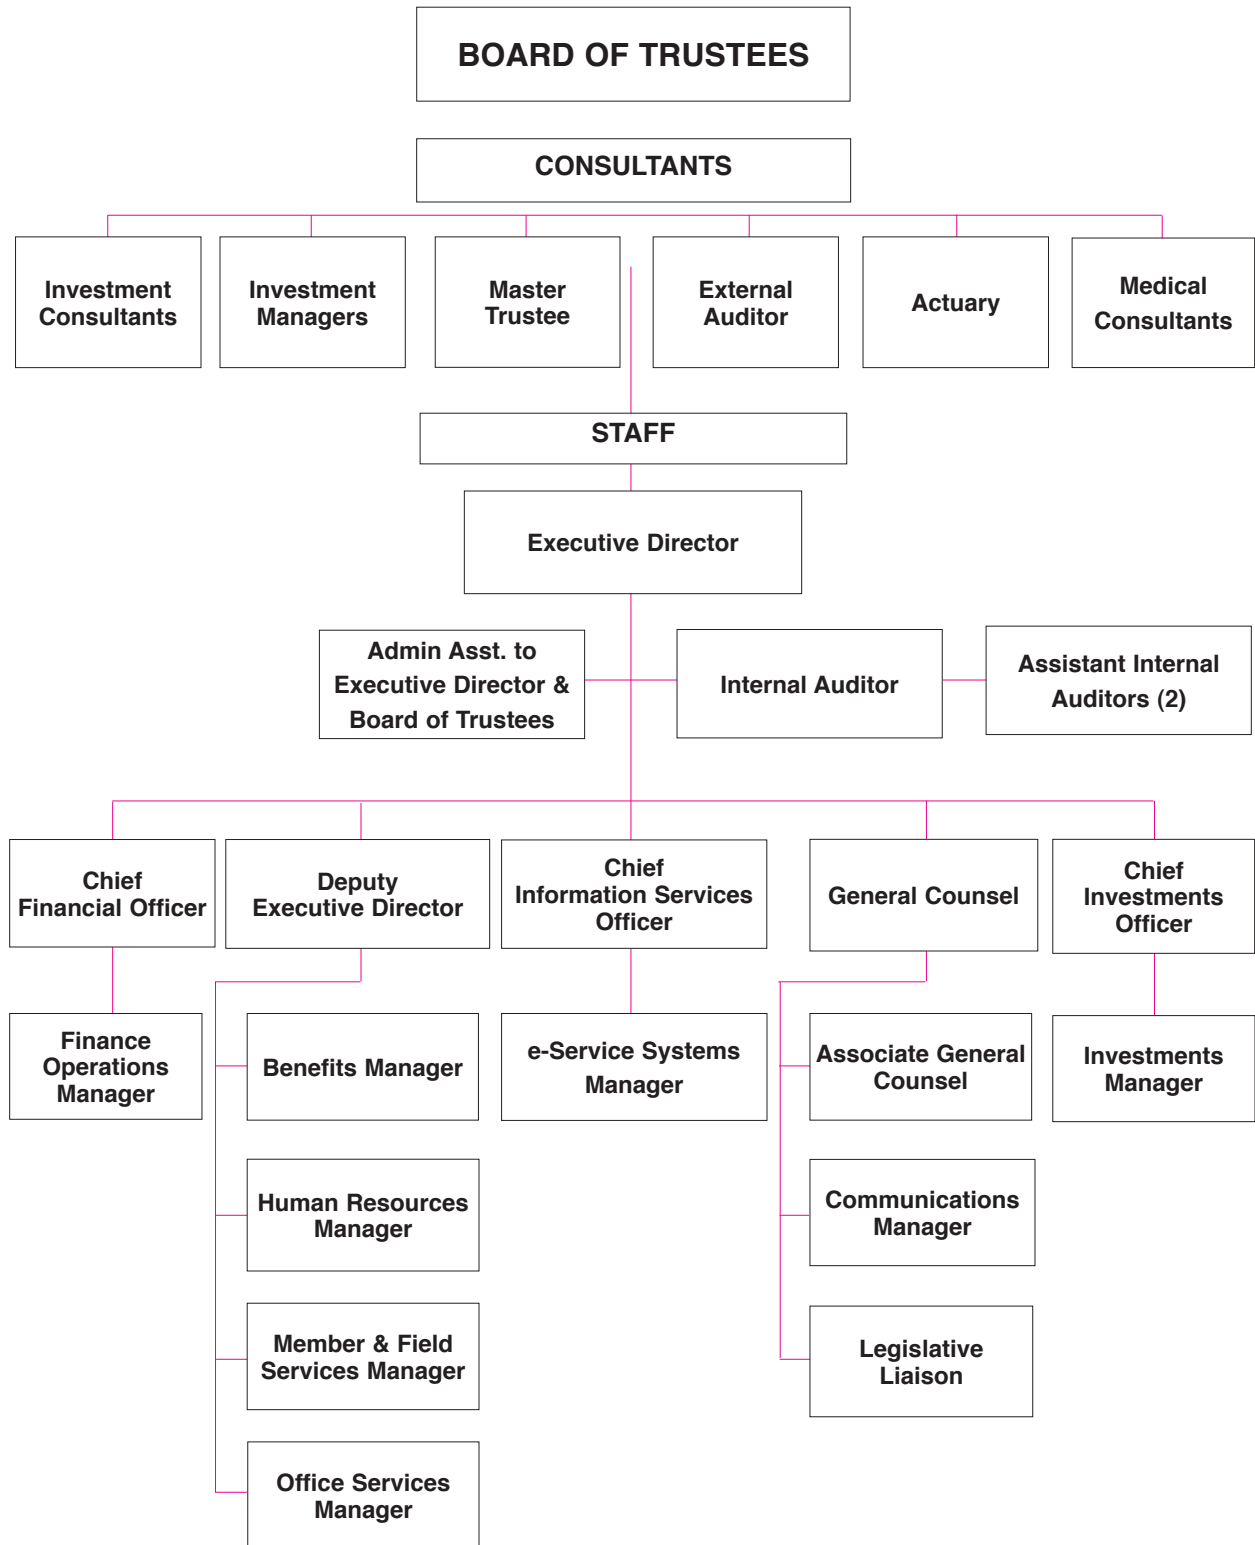 BOARD OF TRUSTEES
CONSULTANTS
Investment
Consultants
Investment
Managers
Master
Trustee
External
Auditor
Actuary
Medical
Consultants
STAFF
Executive Director
Admin Asst. to
Executive Director &
Board of Trustees
Internal Auditor
Assistant Internal
Auditors (2)
Chief
Financial Officer
Deputy
Executive Director
Chief
Information Services
Officer
General Counsel
Chief
Investments
Officer
Finance
Operations
Manager
Benefits Manager
e-Service Systems
Manager
Associate General
Counsel
Investments
Manager
Human Resources
Manager
Communications
Manager
Member & Field
Services Manager
Legislative
Liaison
Office Services
Manager